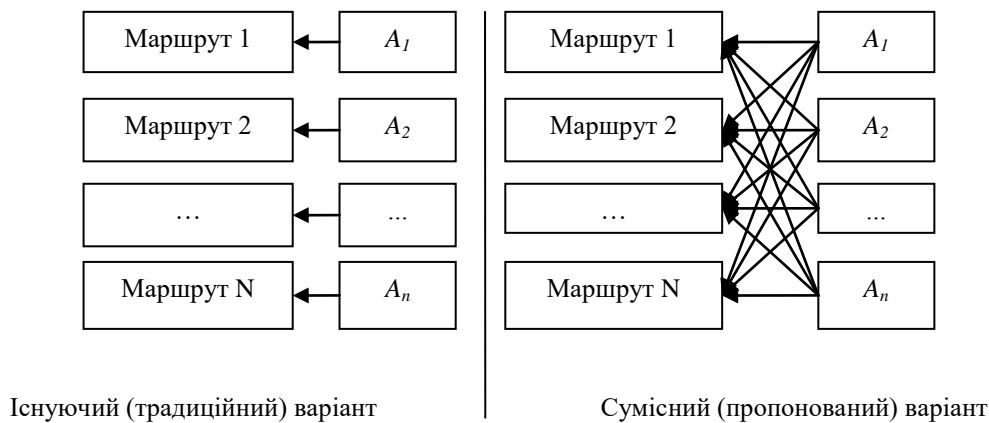 Маршрут 1
A1
Маршрут 2
A2
…
...
Маршрут N
An
Існуючий (традиційний) варіант
Маршрут 1
A1
Маршрут 2
A2
…
...
Маршрут N
An
Сумісний (пропонований) варіант